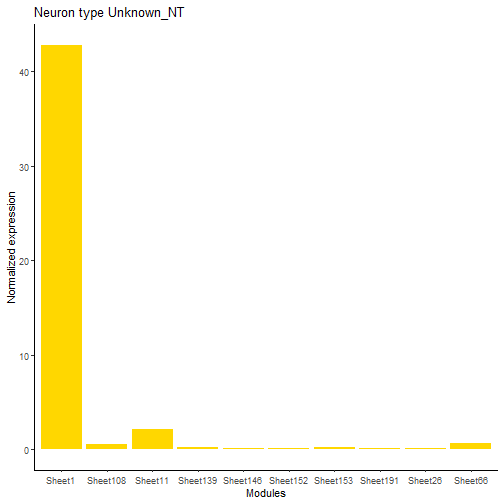 Neuron type Unknown_NT
Normalized expression
40
30
20
10
0
Sheet1 Sheet108 Sheet11 Sheet139 Sheet146 Sheet152 Sheet153 Sheet191 Sheet26 Sheet66
Modules